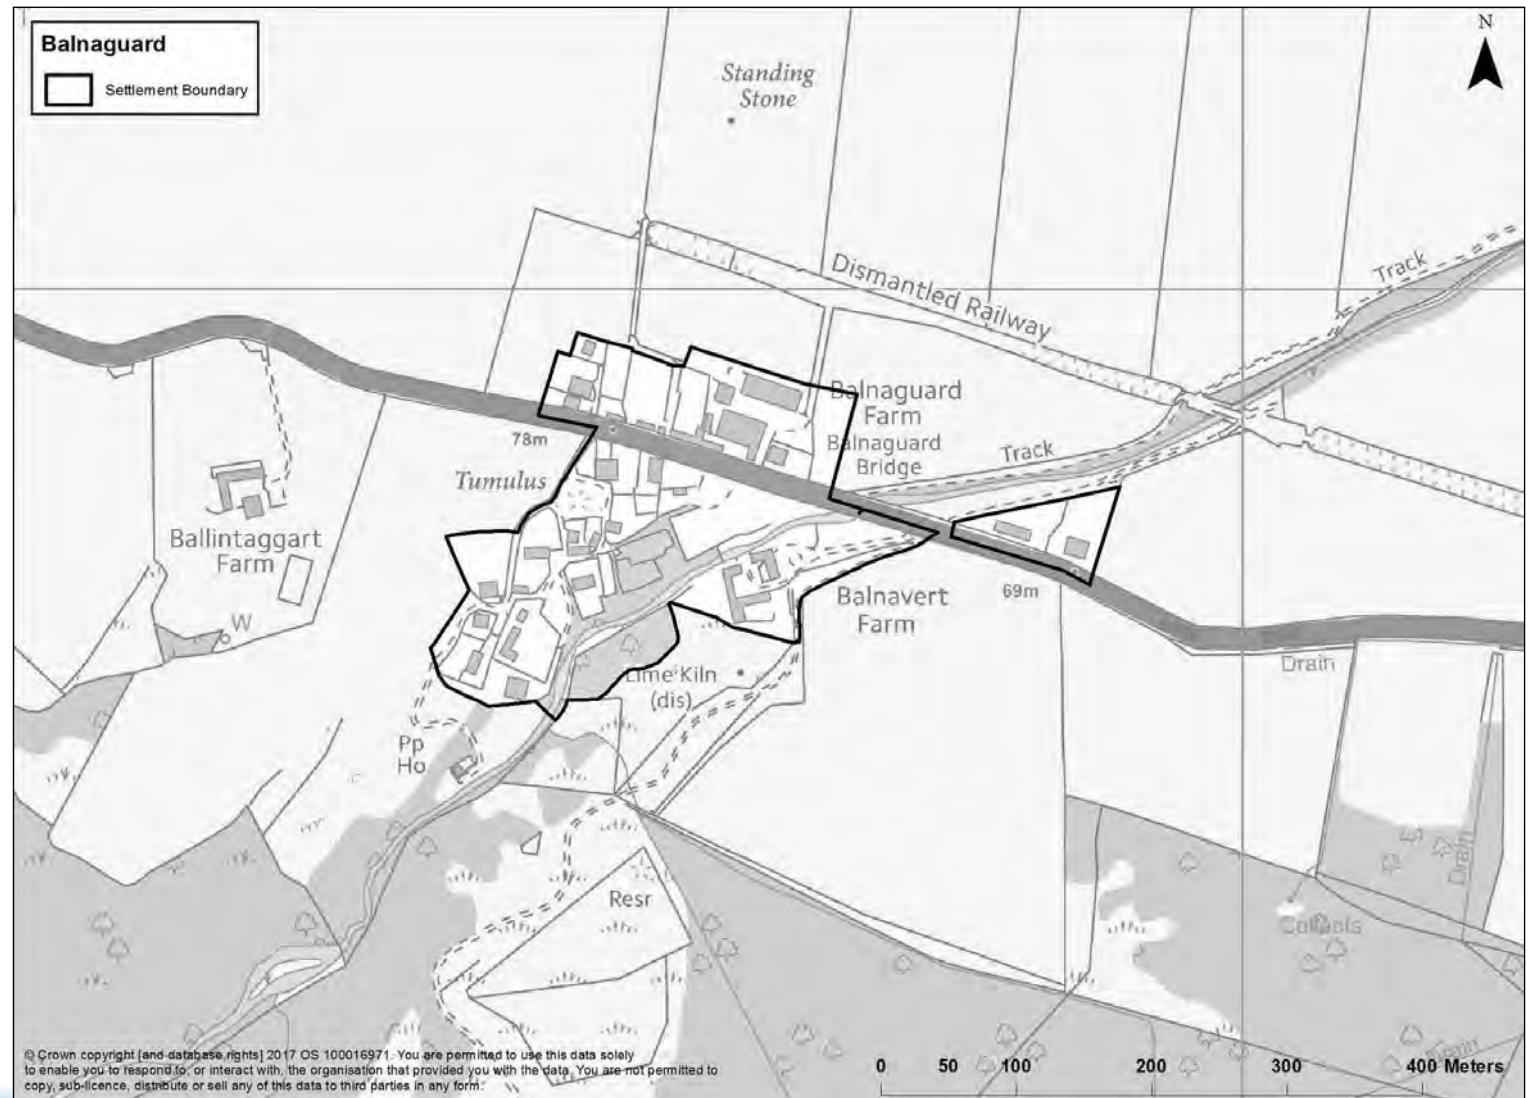 Balnaguard
Settlement Boundary
N
Standing
Stone
Dismantled Railway
Track
Balnaguard
Farm
Balnaguard
Bridge
Track
78m
Tumulus
Ballintaggart
Farm
W
Balnavert
Farm
69m
Drain
Lime Kiln
(dis)
Pp
Ho
Resr
Drain
© Crown copyright [and database rights] 2017 OS 100016971. You are permitted to use this data solely
to enable you to respond to, or interact with, the organisation that provided you with the data. You are not permitted to
copy, sub-licence, distribute or sell any of this data to third parties in any form.
0 50 100 200 300 400 Meters